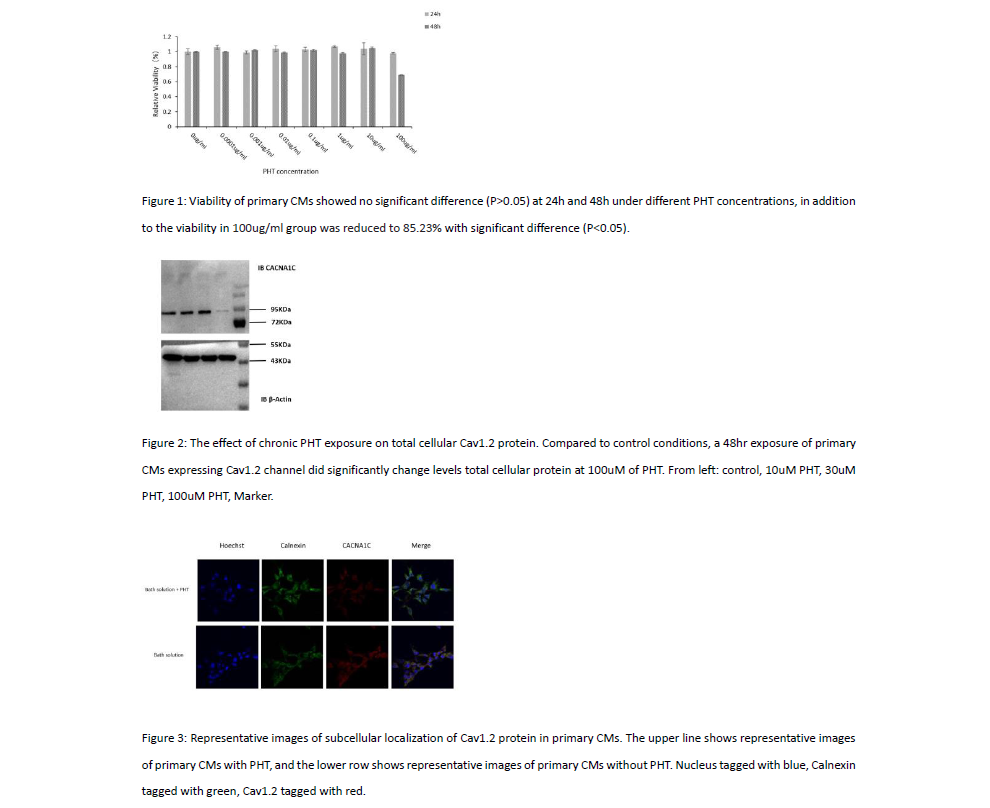 24h
48h
1.2
1
0.8
0.6
0.4
0.2
0
Relative Viability (%)
0ug/ml
0.0001ug/ml
0.001ug/ml
0.01ug/ml
0.1ug/ml
1ug/ml
10ug/ml
100ug/ml
PHT concentration
Figure 1: Viability of primary CMs showed no significant difference (P>0.05) at 24h and 48h under different PHT concentrations, in addition
to the viability in 100ug/ml group was reduced to 85.23% with significant difference (P<0.05).
IB CACNA1C
95KDa
72KDa
55KDa
43KDa
IB β-Actin
Figure 2: The effect of chronic PHT exposure on total cellular Cav1.2 protein. Compared to control conditions, a 48hr exposure of primary
CMs expressing Cav1.2 channel did significantly change levels total cellular protein at 100uM of PHT. From left: control, 10uM PHT, 30uM
PHT, 100uM PHT, Marker.
Hoechst Calnexin CACNA1C Merge
Bath solution + PHT
Bath solution
Figure 3: Representative images of subcellular localization of Cav1.2 protein in primary CMs. The upper line shows representative images
of primary CMs with PHT, and the lower row shows representative images of primary CMs without PHT. Nucleus tagged with blue, Calnexin
tagged with green, Cav1.2 tagged with red.